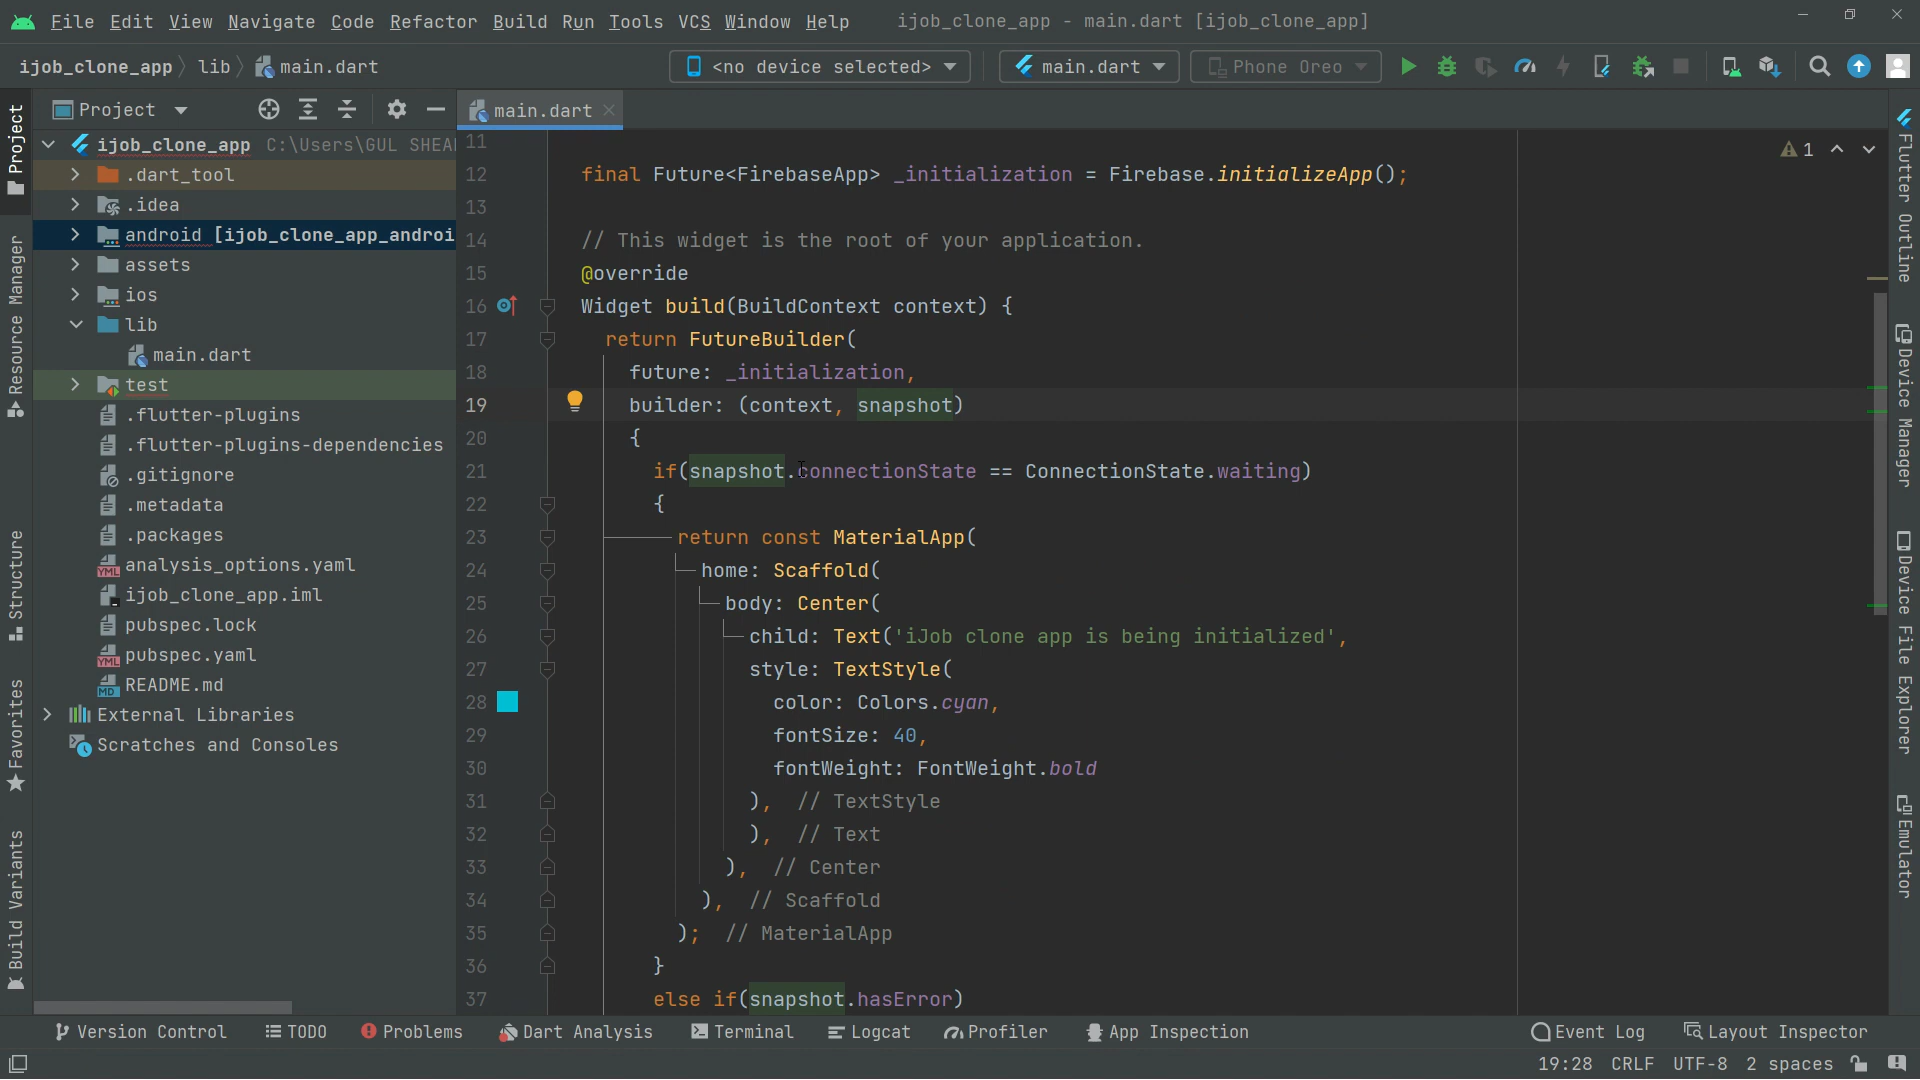 File Edit View Navigate Code Refactor Build Run Tools VCS Window Help ijob_clone_app - main.dart [ijob_clone_app]
ijob_clone_app lib main.dart <no device selected> main.dart Phone Oreo
Project
main.dart
Project
Resource Manager
Structure
Favorites
Build Variants
ijob_clone_app C:\Users\GUL SHEA
.dart_tool
.idea
android [ijob_clone_app_androi
assets
ios
lib
main.dart
test
.flutter-plugins
.flutter-plugins-dependencies
.gitignore
.metadata
.packages
analysis_options.yaml
ijob_clone_app.iml
pubspec.lock
pubspec.yaml
README.md
External Libraries
Scratches and Consoles
11
12 final Future<FirebaseApp> _initialization = Firebase.initializeApp();
13
14 // This widget is the root of your application.
15 @override
16 Widget build(BuildContext context) {
17 return FutureBuilder(
18 future: _initialization,
19 builder: (context, snapshot)
20 {
21 if(snapshot.connectionState == ConnectionState.waiting)
22 {
23 return const MaterialApp(
24 home: Scaffold(
25 body: Center(
26 child: Text('iJob clone app is being initialized',
27 style: TextStyle(
28 color: Colors.cyan,
29 fontSize: 40,
30 fontWeight: FontWeight.bold
31 ), // TextStyle
32 ), // Text
33 ), // Center
34 ), // Scaffold
35 ); // MaterialApp
36 }
37 else if(snapshot.hasError)
1
Flutter Outline
Device Manager
Device File Explorer
Emulator
Version Control TODO Problems Dart Analysis Terminal Logcat Profiler App Inspection Event Log Layout Inspector
19:28 CRLF UTF-8 2 spaces